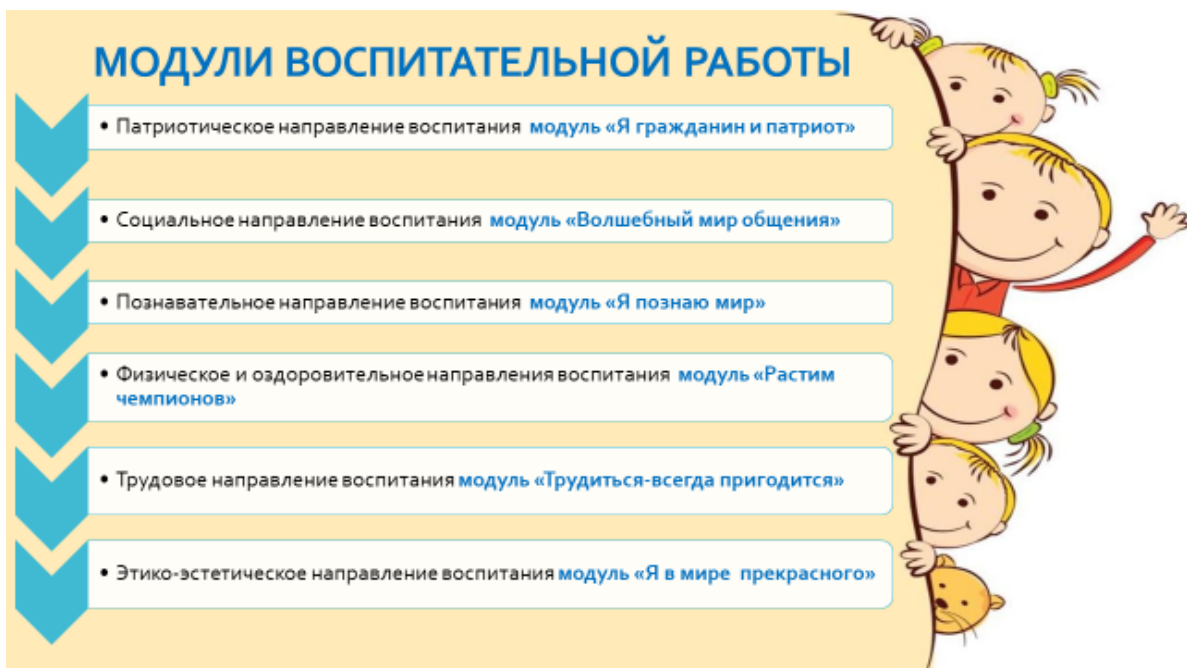 МОДУЛИ ВОСПИТАТЕЛЬНОЙ РАБОТЫ
• Патриотическое направление воспитания модуль «Я гражданин и патриот»
• Социальное направление воспитания модуль «Волшебный мир общения»
• Познавательное направление воспитания модуль «Я познаю мир»
• Физическое и оздоровительное направления воспитания модуль «Растим
чемпионов»
• Трудовое направление воспитания модуль «Трудиться-всегда пригодится»
• Этико-эстетическое направление воспитания модуль «Я в мире прекрасного»